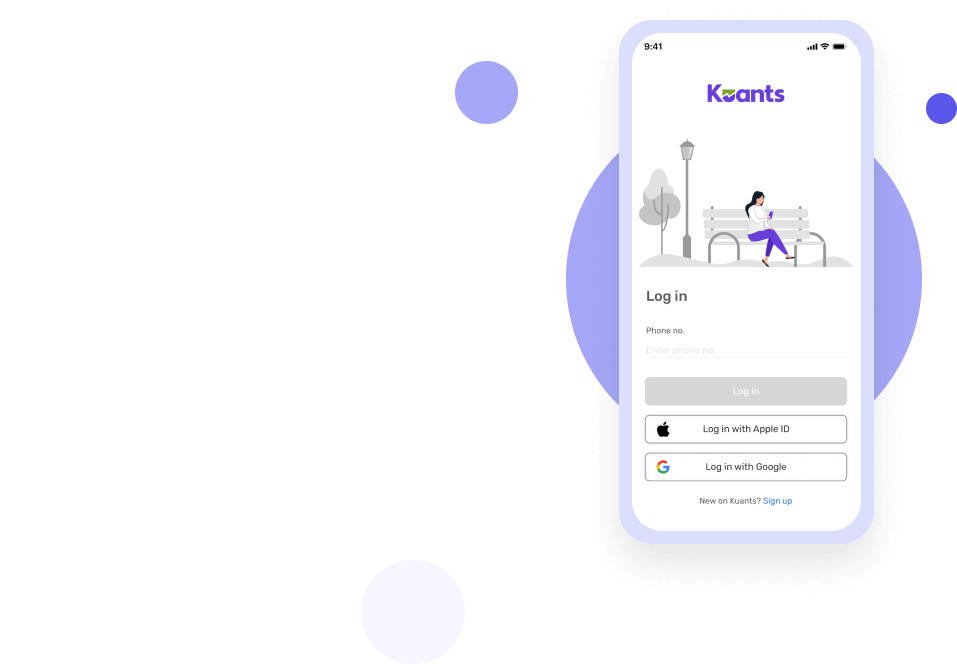 9:41
Kuants
Log in
Phone no.
Enter phone no.
Log in
Log in with Apple ID
Log in with Google
New on Kuants? Sign up